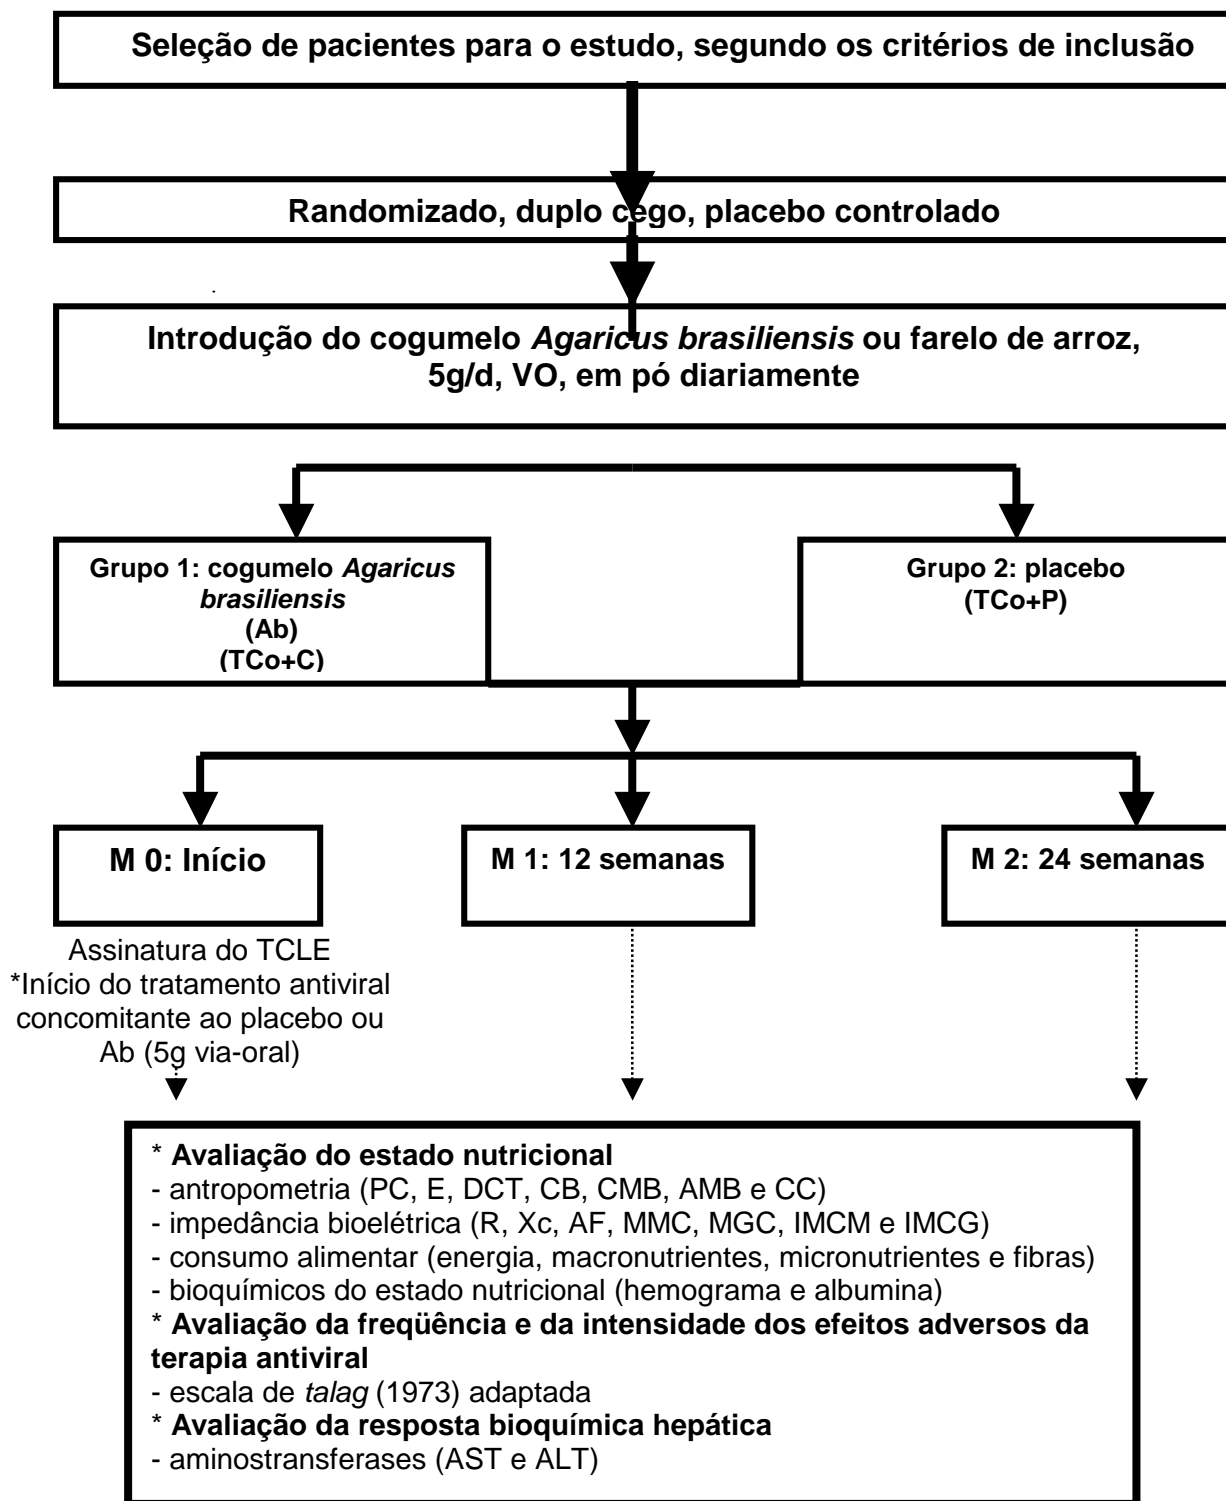 Seleção de pacientes para o estudo, segundo os critérios de inclusão
Randomizado, duplo cego, placebo controlado
Introdução do cogumelo Agaricus brasiliensis ou farelo de arroz,
5g/d, VO, em pó diariamente
Grupo 1: cogumelo Agaricus
brasiliensis
(Ab)
(TCo+C)
Grupo 2: placebo
(TCo+P)
M 0: Início
M 1: 12 semanas
M 2: 24 semanas
Assinatura do TCLE
*Início do tratamento antiviral
concomitante ao placebo ou
Ab (5g via-oral)
* Avaliação do estado nutricional
- antropometria (PC, E, DCT, CB, CMB, AMB e CC)
- impedância bioelétrica (R, Xc, AF, MMC, MGC, IMCM e IMCG)
- consumo alimentar (energia, macronutrientes, micronutrientes e fibras)
- bioquímicos do estado nutricional (hemograma e albumina)
* Avaliação da freqüência e da intensidade dos efeitos adversos da
terapia antiviral
- escala de talag (1973) adaptada
* Avaliação da resposta bioquímica hepática
- aminostransferases (AST e ALT)